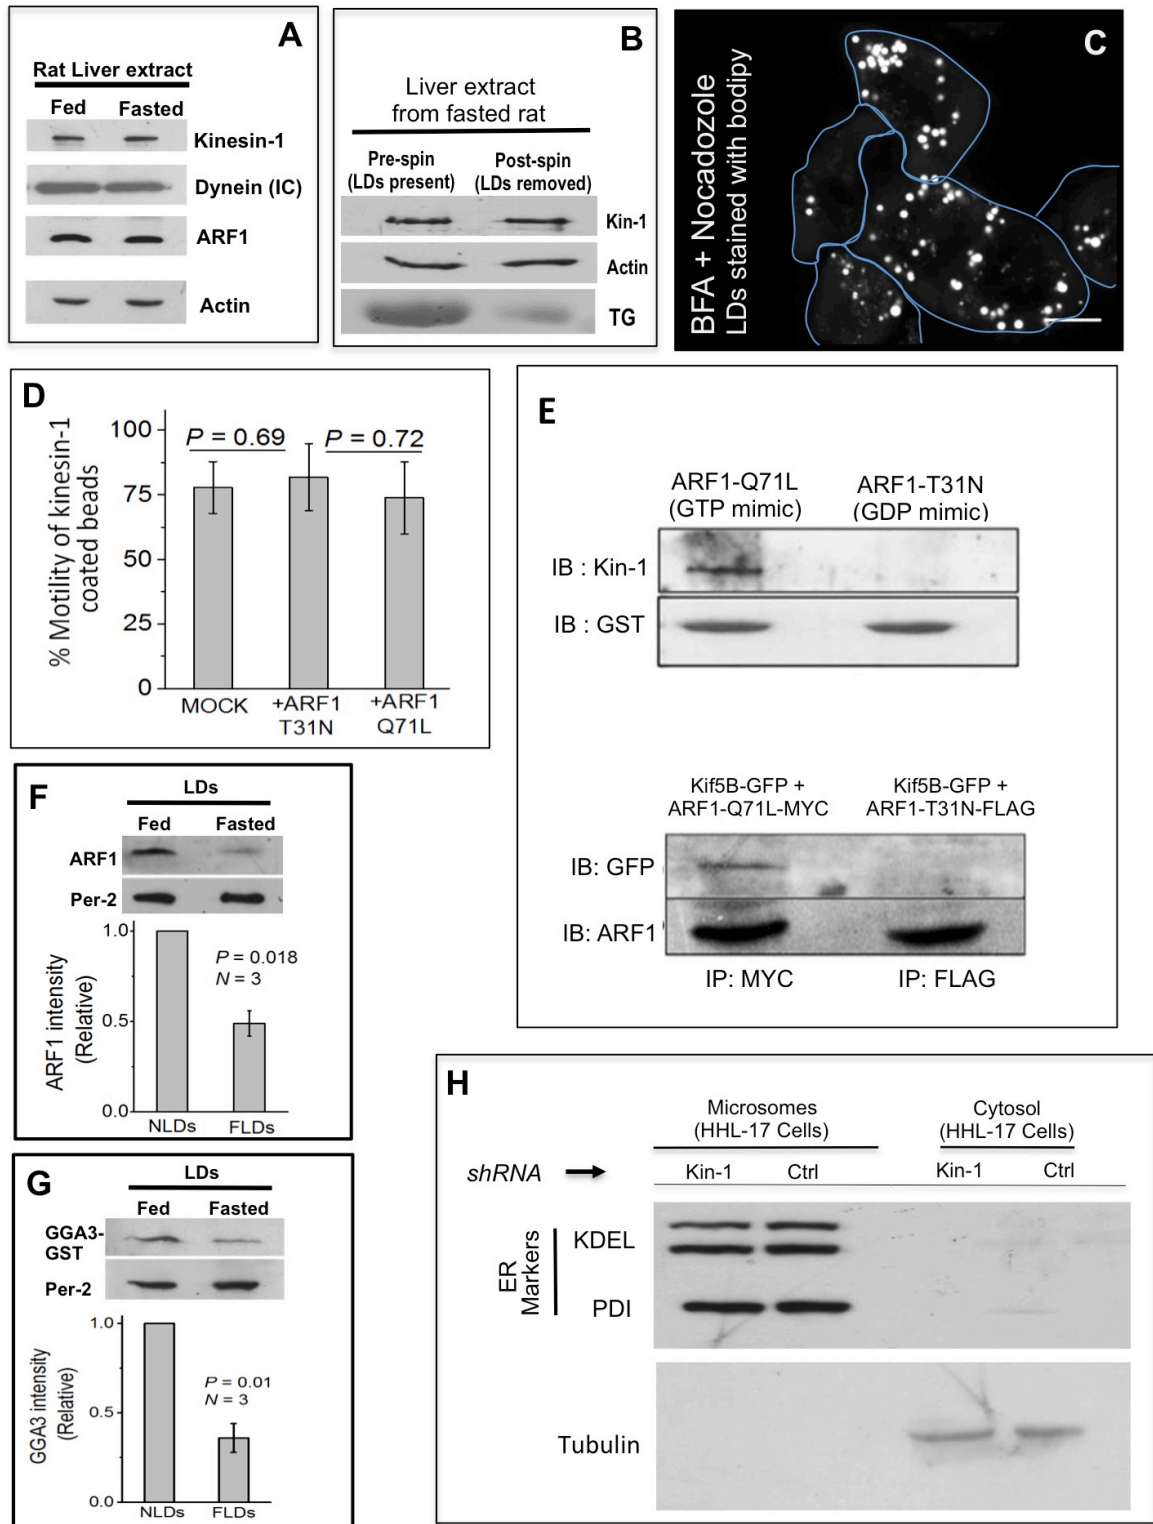 A
Rat Liver extract
Fed Fasted
Kinesin-1
Dynein (IC)
ARF1
Actin
B
Liver extract
from fasted rat
Pre-spin Post-spin
(LDs present) (LDs removed)
Kin-1
Actin
TG
C
BFA + Nocadozole
LDs stained with bodipy
D
% Motility of kinesin-1
coated beads
100
75
50
25
0
P = 0.69 P = 0.72
MOCK +ARF1 +ARF1
T31N Q71L
E
ARF1-Q71L ARF1-T31N
(GTP mimic) (GDP mimic)
IB : Kin-1
IB : GST
Kif5B-GFP + Kif5B-GFP +
ARF1-Q71L-MYC ARF1-T31N-FLAG
IB: GFP
IB: ARF1
IP: MYC IP: FLAG
F
LDs
Fed Fasted
ARF1
Per-2
ARF1 intensity
(Relative)
1.0
0.5
0.0
P = 0.018
N = 3
NLDs FLDs
G
LDs
Fed Fasted
GGA3-
GST
Per-2
GGA3 intensity
(Relative)
1.0
0.5
0.0
P = 0.01
N = 3
NLDs FLDs
H
Microsomes Cytosol
(HHL-17 Cells) (HHL-17 Cells)
shRNA → Kin-1 Ctrl Kin-1 Ctrl
ER
Markers
KDEL
PDI
Tubulin